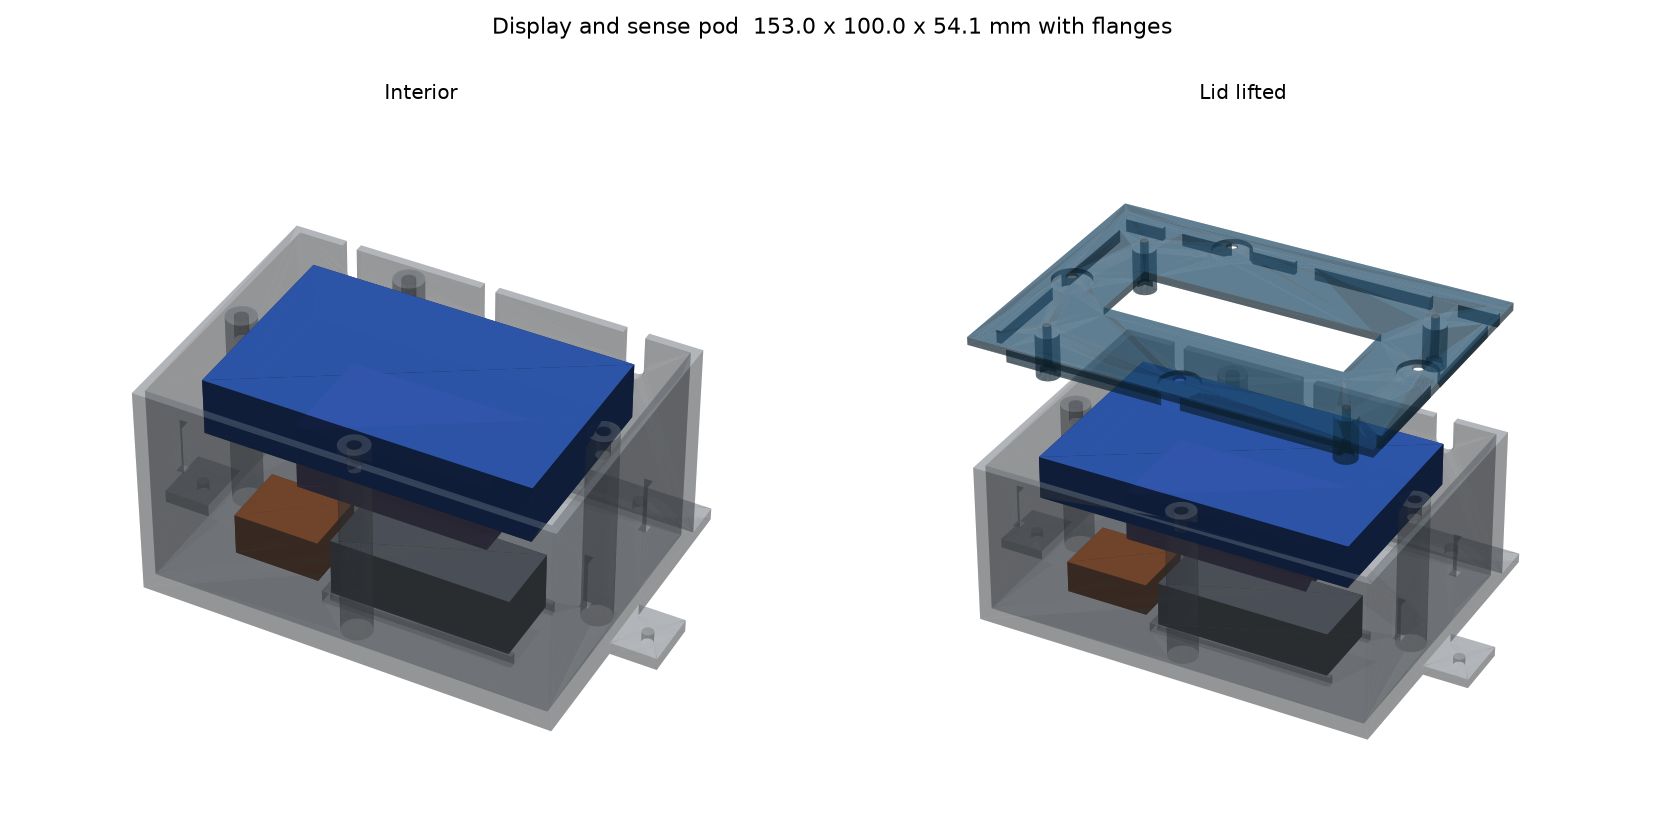 Display and sense pod  153.0 x 100.0 x 54.1 mm with flanges
Interior
Lid lifted